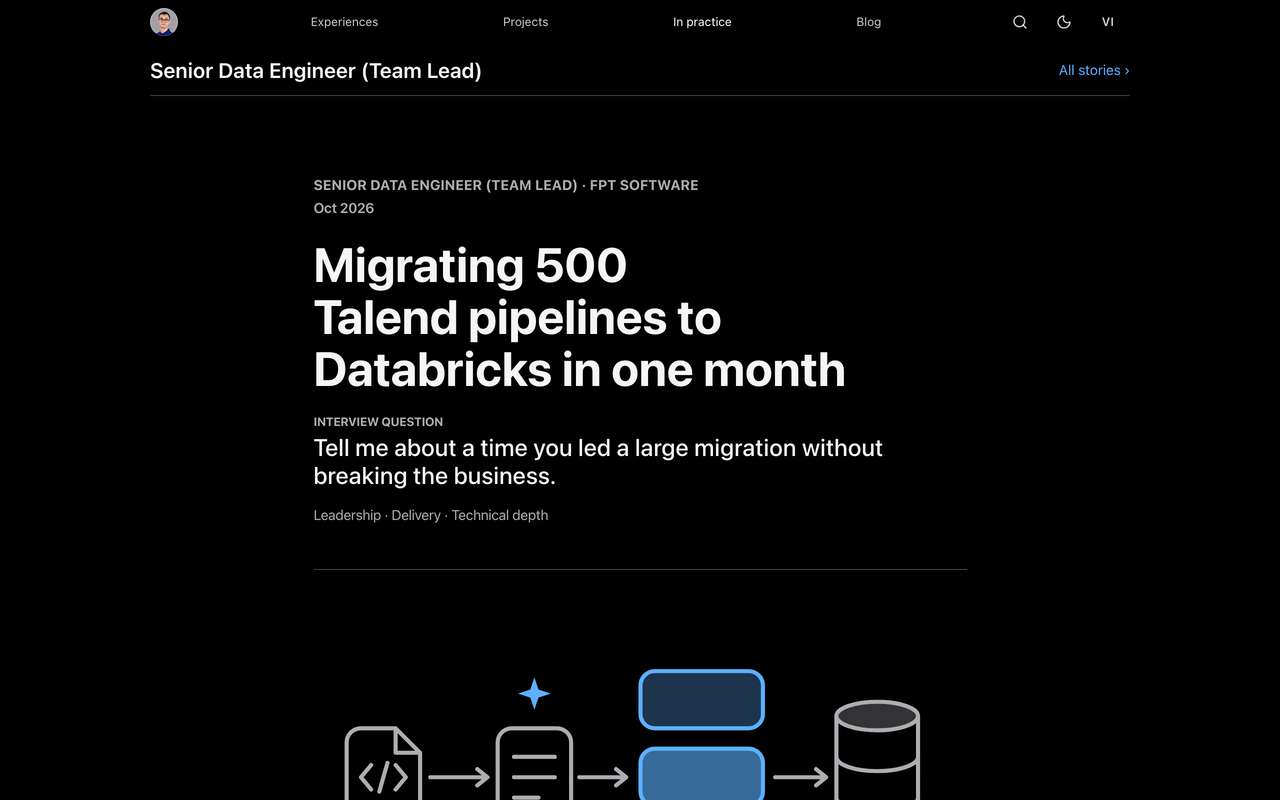 Experiences
Projects
In practice
Blog
VI
Senior Data Engineer (Team Lead)
All stories ›
SENIOR DATA ENGINEER (TEAM LEAD) · FPT SOFTWARE
Oct 2026
Migrating 500
Talend pipelines to
Databricks in one month
INTERVIEW QUESTION
Tell me about a time you led a large migration without
breaking the business.
Leadership · Delivery · Technical depth